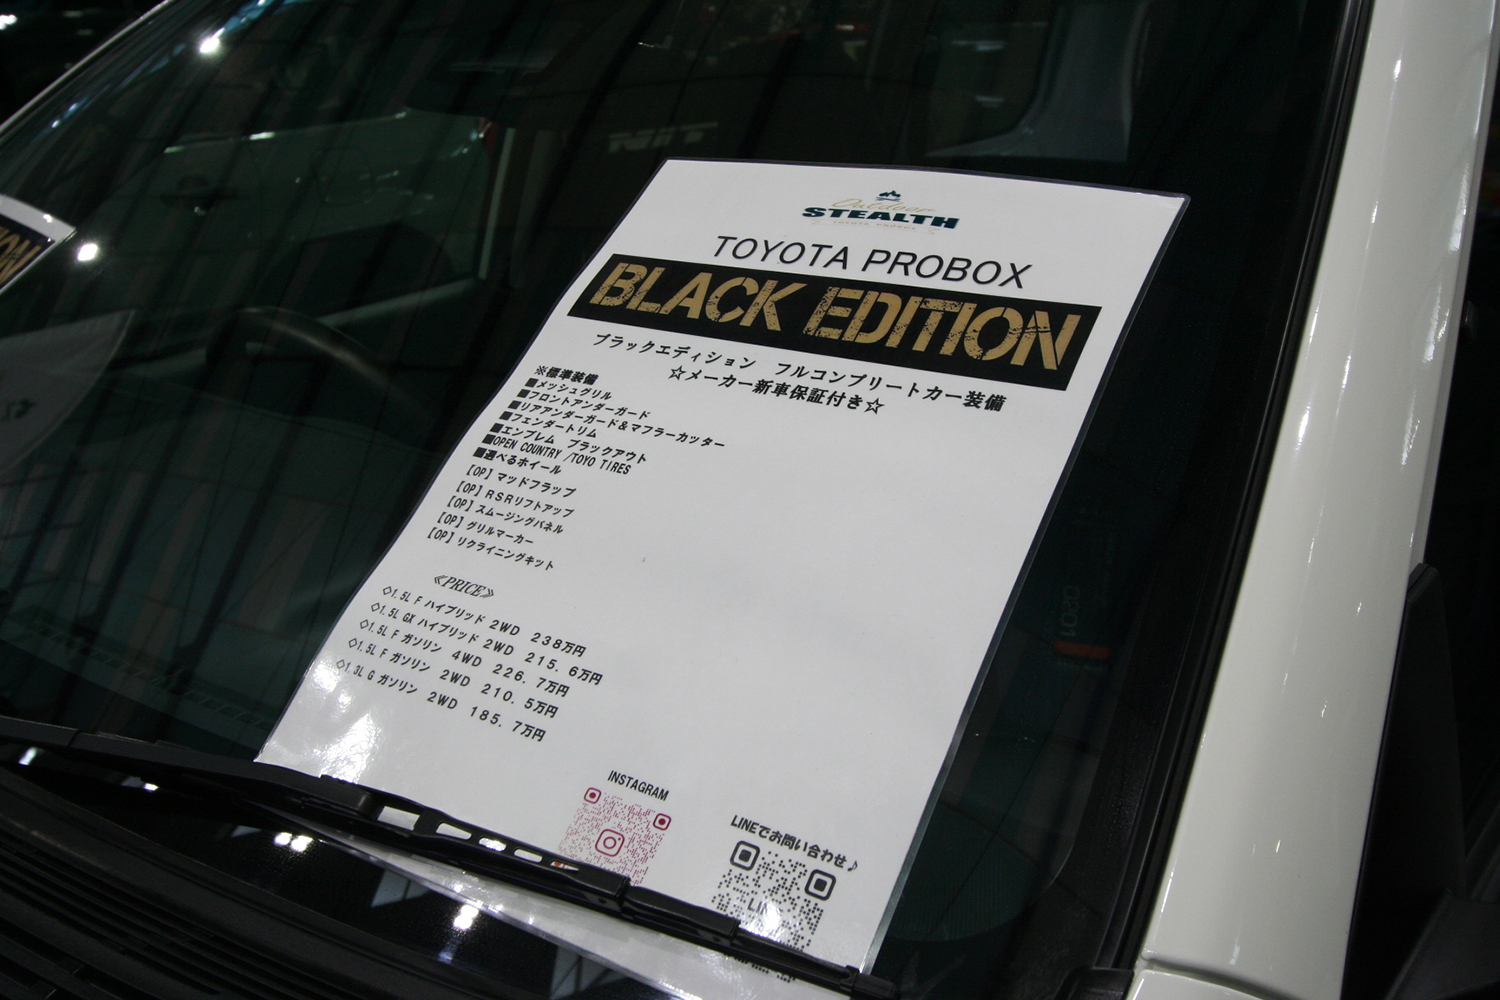 Outdoor
STEALTH
TOYOTA PROBOX
BLACK EDITION
ブラックエディション　フルコンプリートカー装備
☆メーカー新車保証付き☆
※標準装備
■メッシュグリル
■フロントアンダーガード
■リアアンダーガード＆マフラーカッター
■フェンダートリム
■エンブレム　ブラックアウト
■OPEN COUNTRY /TOYO TIRES
■選べるホイール
[OP] マッドフラップ
[OP] RSRリフトアップ
[OP] スムージングパネル
[OP] グリルマーカー
[OP] リクライニングキット
≪PRICE≫
◇1.5L F ハイブリッド 2WD 238万円
◇1.5L GX ハイブリッド 2WD 215.6万円
◇1.5L F ガソリン 4WD 226.7万円
◇1.5L F ガソリン 2WD 210.5万円
◇1.3L G ガソリン 2WD 185.7万円
INSTAGRAM
LINEでお問い合わせ♪